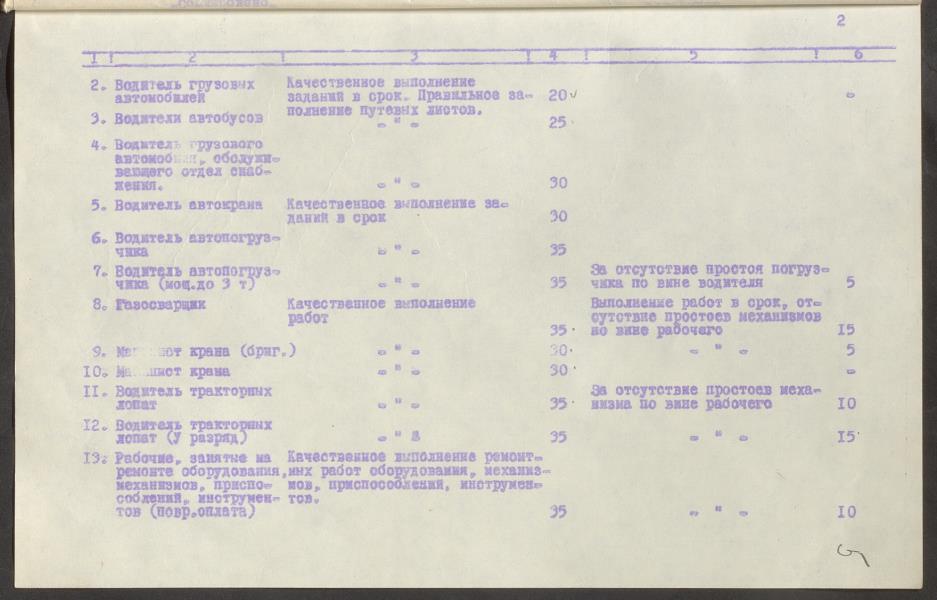 2
I ! 2 ! 3 ! 4 ! 5 ! 6
2. Водитель грузовых Качественное выполнение
автомобилей заданий в срок. Правильное за- 20 -
полнение путевых листов.
3. Водители автобусов - " - 25
4. Водитель грузового
автомобиля, обслужи-
вающего отдел снаб-
жения. - " - 30
5. Водитель автокрана Качественное выполнение за-
даний в срок 30
6. Водитель автопогруз-
чика - " - 35
7. Водитель автопогруз- За отсутствие простоя погруз-
чика (мощ.до 3 т) - " - 35 чика по вине водителя 5
8. Газосварщик Качественное выполнение Выполнение работ в срок, от-
работ сутствие простоев механизмов
35 по вине рабочего 15
9. Машинист крана (бриг.) - " - 30 - " - 5
10. Машинист крана - " - 30 -
II. Водитель тракторных За отсутствие простоев меха-
лопат - " - 35 низма по вине рабочего 10
12. Водитель тракторных
лопат (У разряд) - " - 35 - " - 15
13. Рабочие, занятые на Качественное выполнение ремонт-
ремонте оборудования, ных работ оборудования, механиз-
механизмов, приспо- мов, приспособлений, инструмен-
соблений, инструмен- тов.
тов (повр.оплата) 35 - " - 10